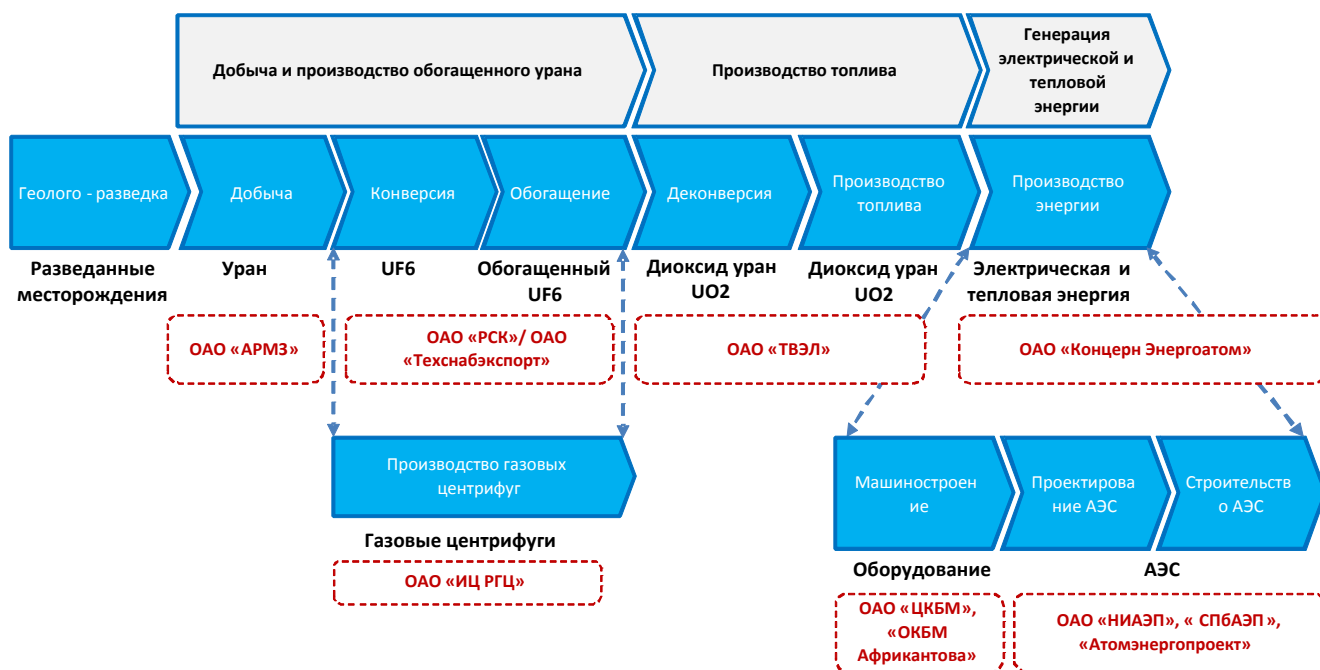 Добыча и производство обогащенного урана
Производство топлива
Генерация
электрической и
тепловой
энергии
Геолого - разведка
Добыча
Конверсия
Обогащение
Деконверсия
Производство
топлива
Производство
энергии
Разведанные
месторождения
Уран
UF6
Обогащенный
UF6
Диоксид уран
UO2
Диоксид уран
UO2
Электрическая и
тепловая энергия
ОАО «АРМЗ»
ОАО «РСК»/ ОАО
«Техснабэкспорт»
ОАО «ТВЭЛ»
ОАО «Концерн Энергоатом»
Производство газовых
центрифуг
Машиностроен
ие
Проектирова
ние АЭС
Строительств
о АЭС
Газовые центрифуги
Оборудование
АЭС
ОАО «ИЦ РГЦ»
ОАО «ЦКБМ»,
«ОКБМ
Африкантова»
ОАО «НИАЭП», « СПбАЭП »,
«Атомэнергопроект»